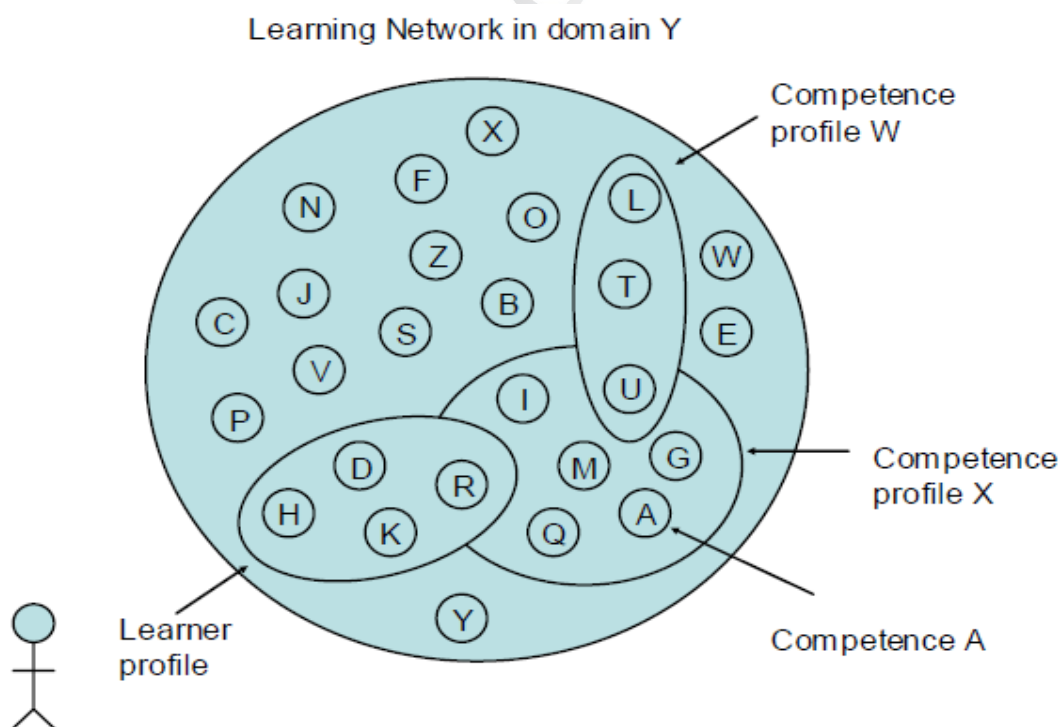 Learning Network in domain Y
Competence
profile W
X
F
L
N
O
Z
W
T
J
B
C
S
E
V
U
I
P
D
M
G
Competence
profile X
R
H
A
K
Q
Y
Learner
profile
Competence A